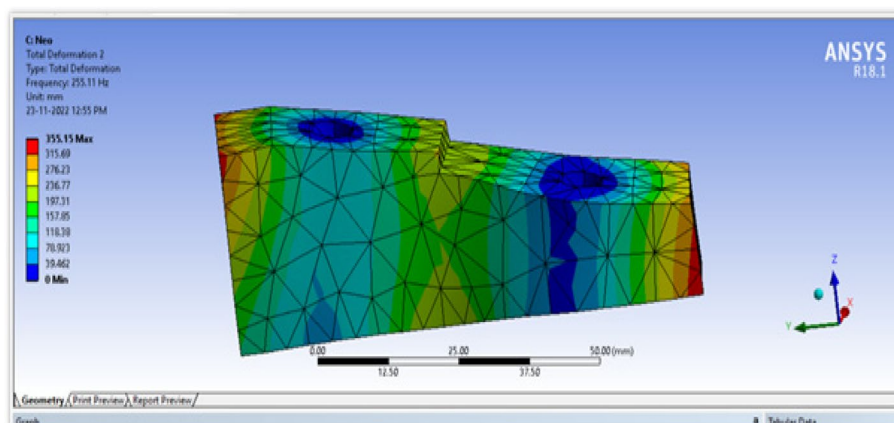 C: Neo
Total Deformation 2
Type: Total Deformation
Frequency: 255.11 Hz
Unit: mm
23-11-2022 12:55 PM
355.15 Max
315.69
276.23
236.77
197.31
157.85
118.38
78.923
39.462
0 Min
ANSYS
R18.1
Z
X
Y
0.00 25.00 50.00 (mm)
12.50 37.50
Geometry Print Preview Report Preview
Graph Tabular Data